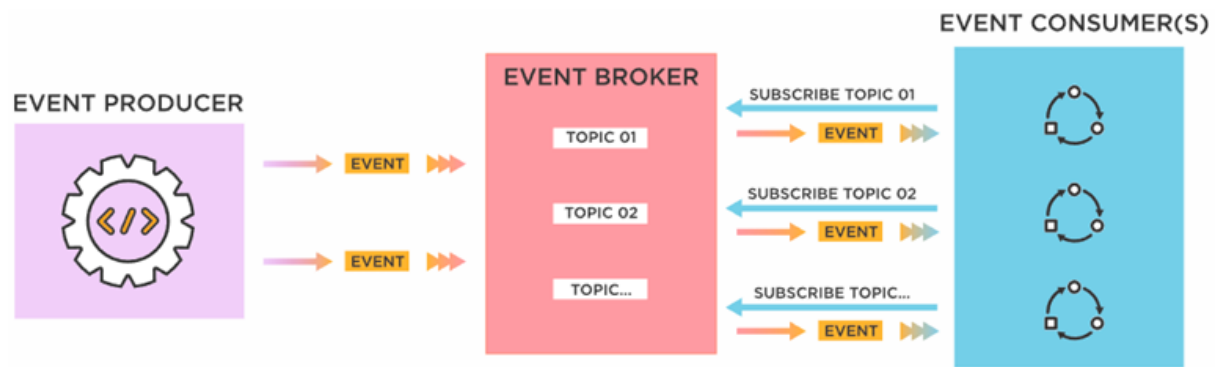 EVENT PRODUCER
</>
EVENT
EVENT
EVENT BROKER
TOPIC 01
TOPIC 02
TOPIC...
SUBSCRIBE TOPIC 01
EVENT
SUBSCRIBE TOPIC 02
EVENT
SUBSCRIBE TOPIC...
EVENT
EVENT CONSUMER(S)